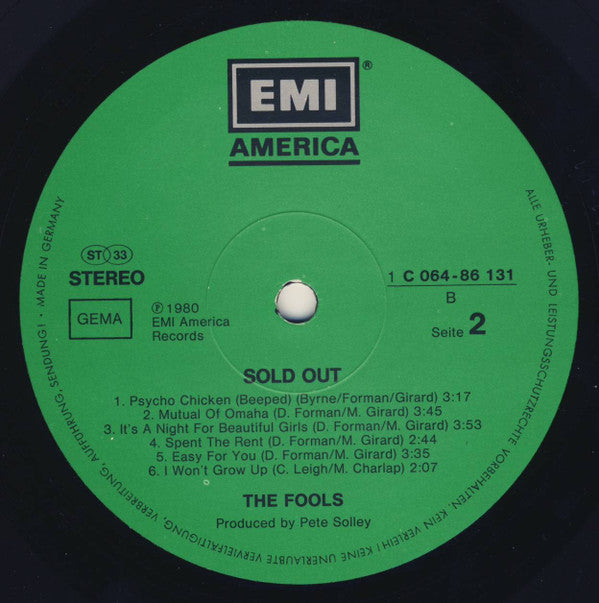 EMI®
AMERICA
ST 33
STEREO
GEMA
℗ 1980
EMI America
Records
1 C 064-86 131
B
Seite 2
SOLD OUT
1. Psycho Chicken (Beeped) (Byrne/Forman/Girard) 3:17
2. Mutual Of Omaha (D. Forman/M. Girard) 3:45
3. It's A Night For Beautiful Girls (D. Forman/M. Girard) 3:53
4. Spent The Rent (D. Forman/M. Girard) 2:44
5. Easy For You (D. Forman/M. Girard) 3:35
6. I Won't Grow Up (C. Leigh/M. Charlap) 2:07
THE FOOLS
Produced by Pete Solley
ALLE URHEBER- UND LEISTUNGSSCHUTZRECHTE VORBEHALTEN. KEIN VERLEIH! KEINE UNERLAUBTE VERVIELFÄLTIGUNG, VERBREITUNG, AUFFÜHRUNG, SENDUNG! • MADE IN GERMANY